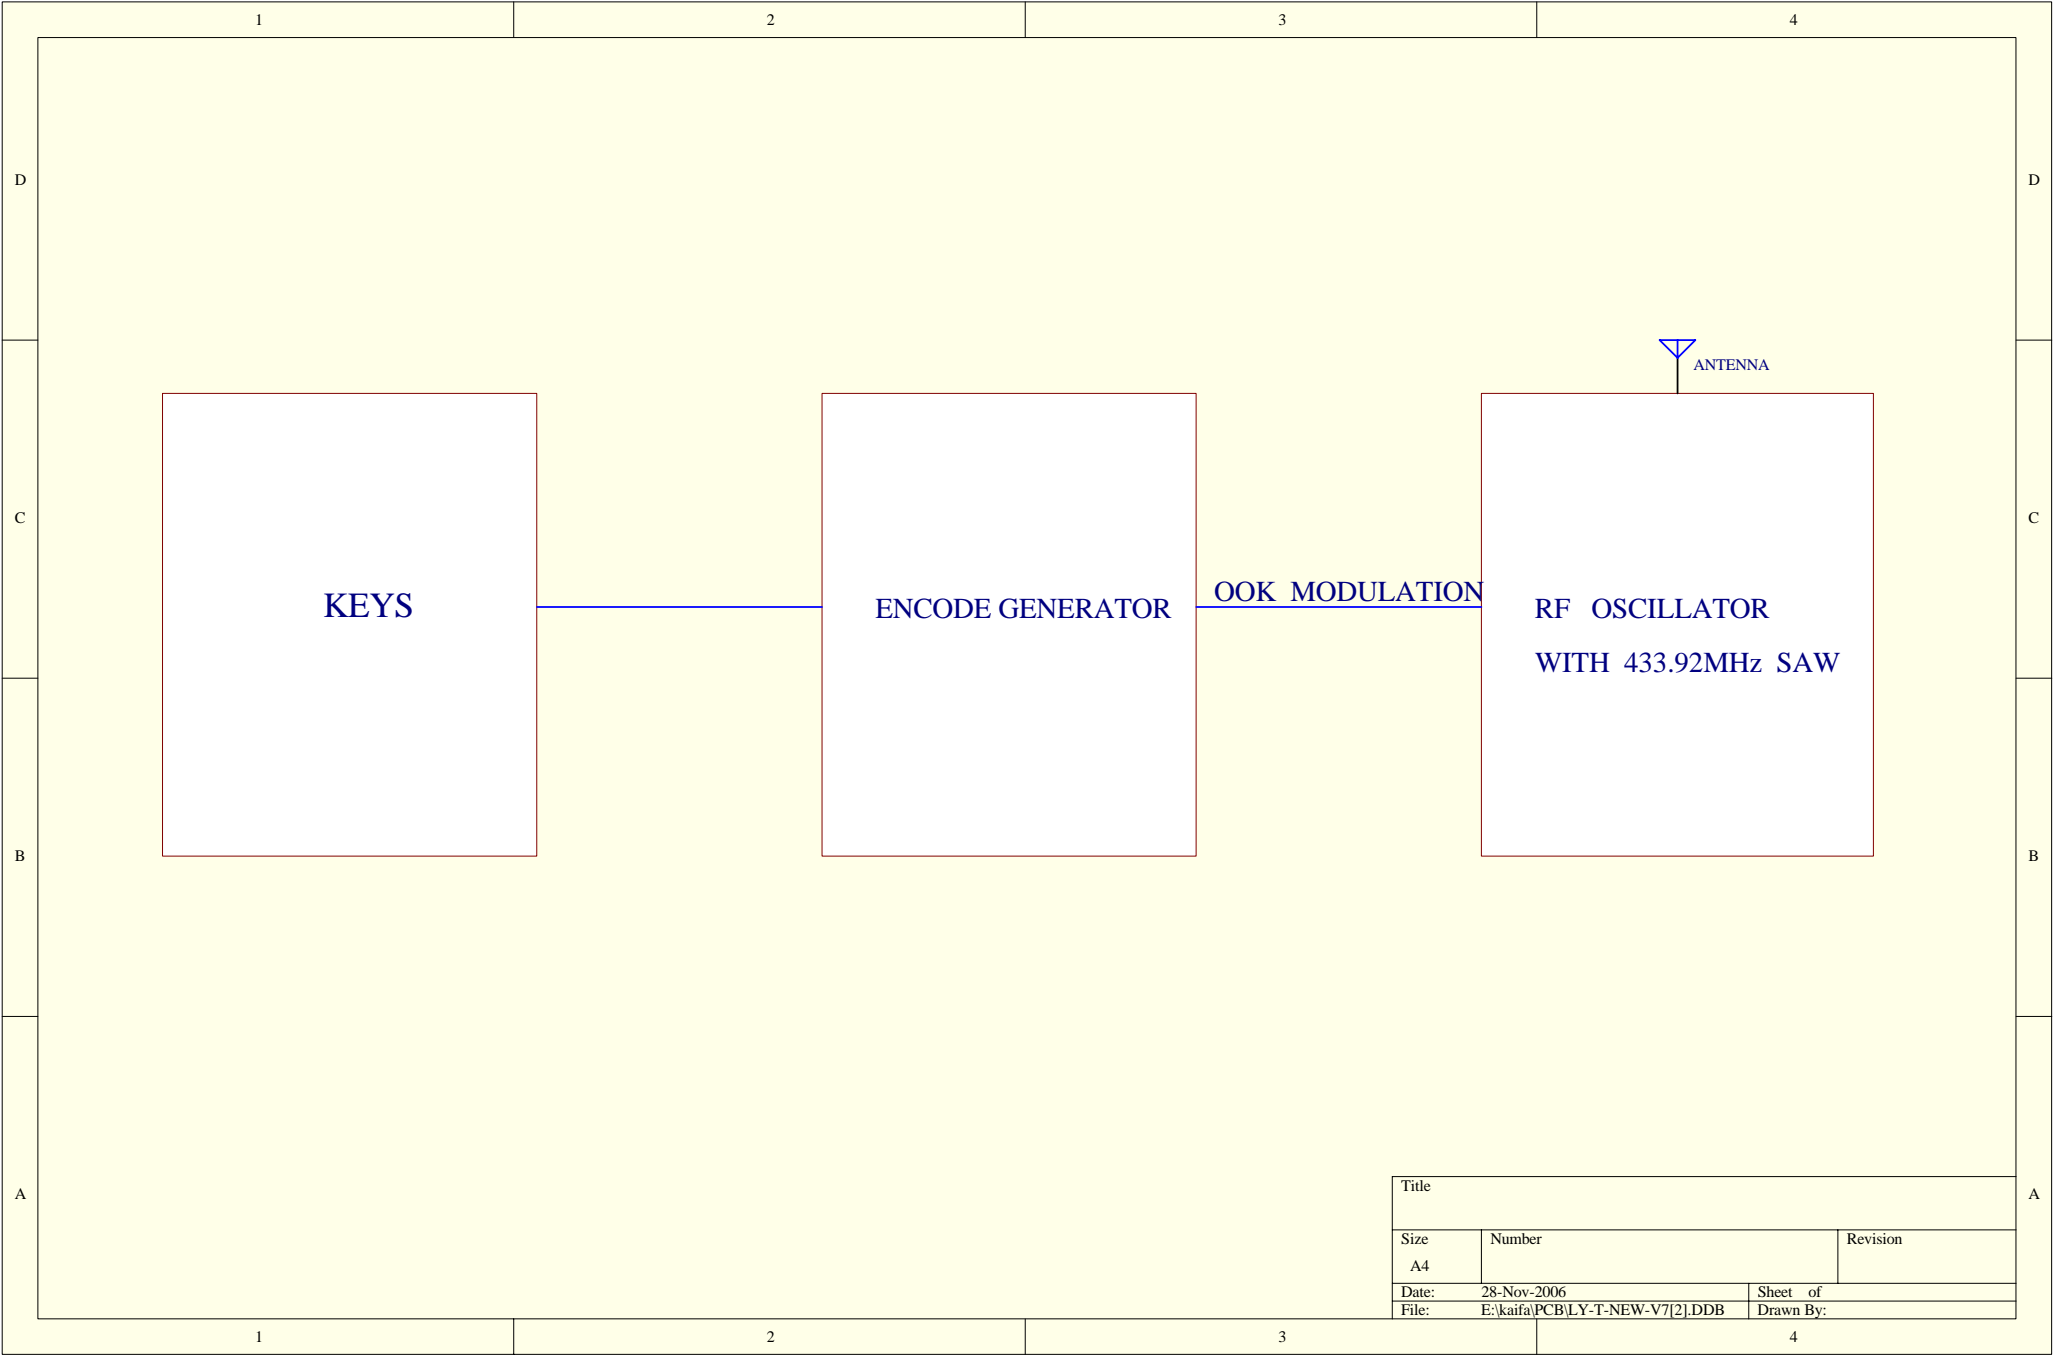 1 2 3 4
D D
ANTENNA
C C
KEYS
ENCODE GENERATOR
OOK MODULATION
RF OSCILLATOR
WITH 433.92MHz SAW
B B
A A
Title
Size Number Revision
A4
Date: 28-Nov-2006 Sheet of
File: E:\kaifa\PCB\LY-T-NEW-V7[2].DDB Drawn By:
1 2 3 4